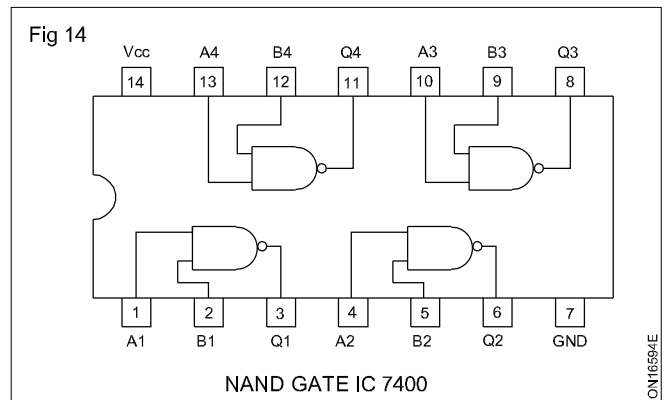 Fig 14
Vcc A4 B4 Q4 A3 B3 Q3
14 13 12 11 10 9 8
1 2 3 4 5 6 7
A1 B1 Q1 A2 B2 Q2 GND
NAND GATE IC 7400
ON16594E